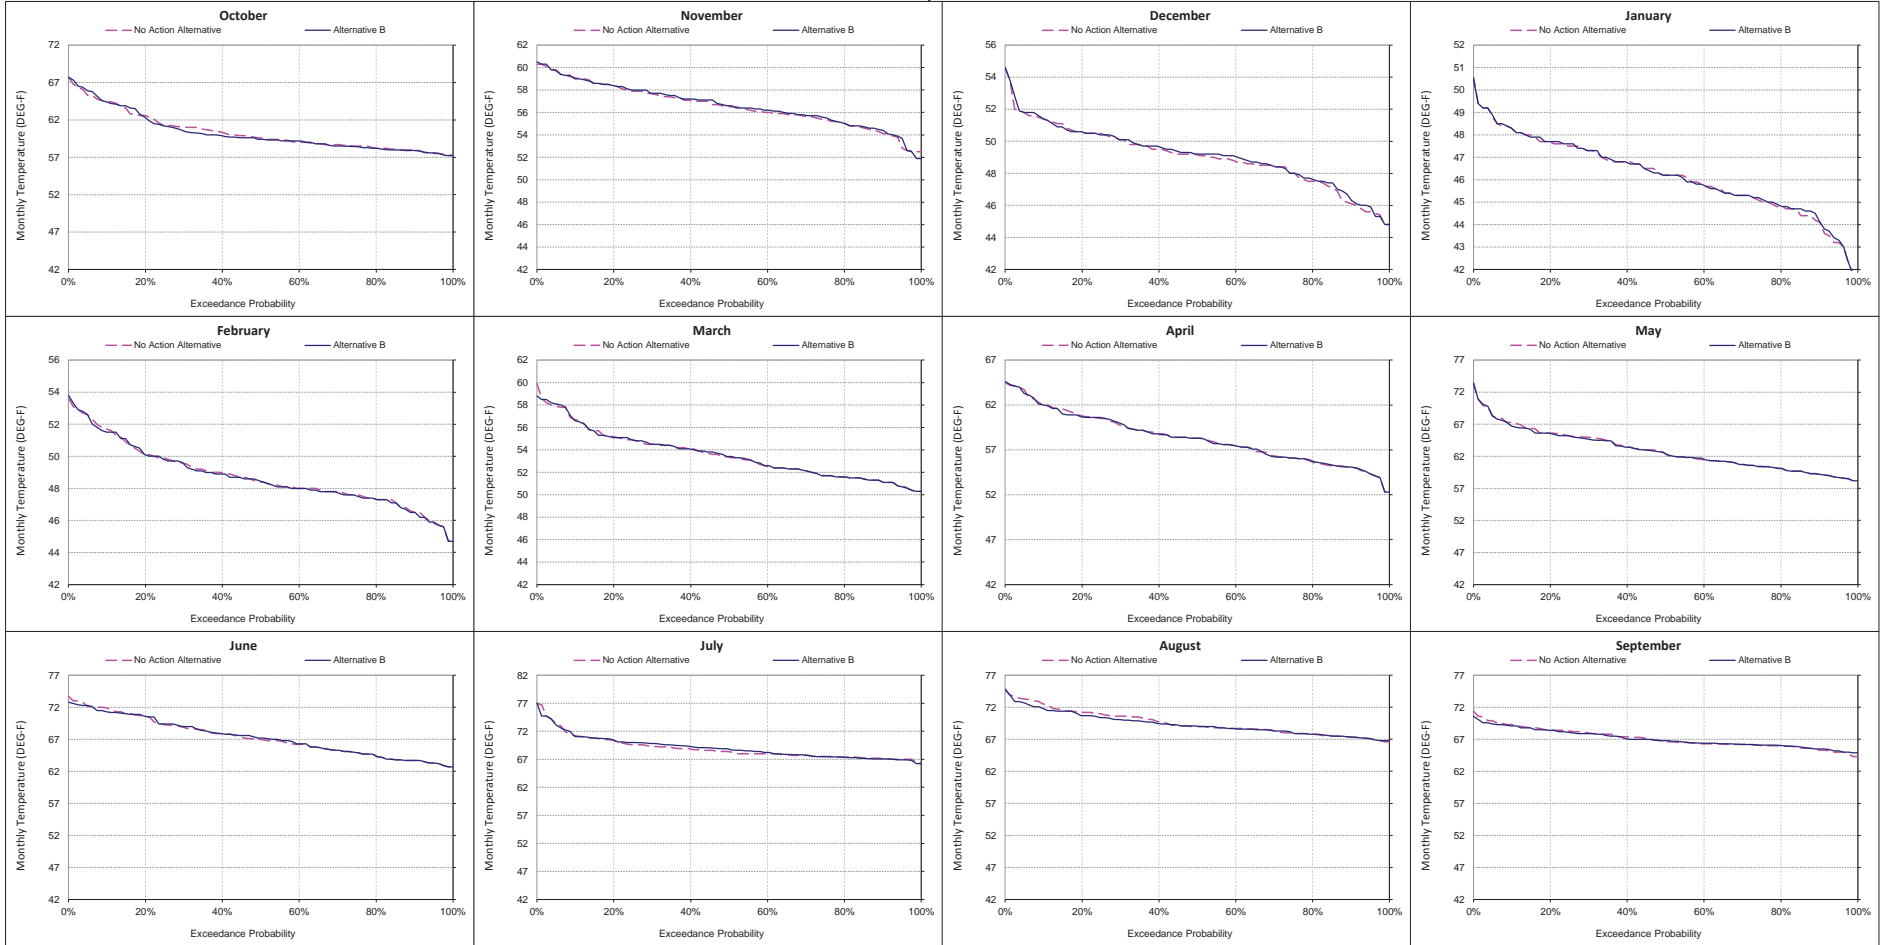 October
No Action Alternative Alternative B
Monthly Temperature (DEG-F)
72
67
62
57
52
47
42
0% 20% 40% 60% 80% 100%
Exceedance Probability
November
No Action Alternative Alternative B
Monthly Temperature (DEG-F)
62
60
58
56
54
52
50
48
46
44
42
0% 20% 40% 60% 80% 100%
Exceedance Probability
December
No Action Alternative Alternative B
Monthly Temperature (DEG-F)
56
54
52
50
48
46
44
42
0% 20% 40% 60% 80% 100%
Exceedance Probability
January
No Action Alternative Alternative B
Monthly Temperature (DEG-F)
52
51
50
49
48
47
46
45
44
43
42
0% 20% 40% 60% 80% 100%
Exceedance Probability
February
No Action Alternative Alternative B
Monthly Temperature (DEG-F)
56
54
52
50
48
46
44
42
0% 20% 40% 60% 80% 100%
Exceedance Probability
March
No Action Alternative Alternative B
Monthly Temperature (DEG-F)
62
60
58
56
54
52
50
48
46
44
42
0% 20% 40% 60% 80% 100%
Exceedance Probability
April
No Action Alternative Alternative B
Monthly Temperature (DEG-F)
67
62
57
52
47
42
0% 20% 40% 60% 80% 100%
Exceedance Probability
May
No Action Alternative Alternative B
Monthly Temperature (DEG-F)
77
72
67
62
57
52
47
42
0% 20% 40% 60% 80% 100%
Exceedance Probability
June
No Action Alternative Alternative B
Monthly Temperature (DEG-F)
77
72
67
62
57
52
47
42
0% 20% 40% 60% 80% 100%
Exceedance Probability
July
No Action Alternative Alternative B
Monthly Temperature (DEG-F)
82
77
72
67
62
57
52
47
42
0% 20% 40% 60% 80% 100%
Exceedance Probability
August
No Action Alternative Alternative B
Monthly Temperature (DEG-F)
77
72
67
62
57
52
47
42
0% 20% 40% 60% 80% 100%
Exceedance Probability
September
No Action Alternative Alternative B
Monthly Temperature (DEG-F)
77
72
67
62
57
52
47
42
0% 20% 40% 60% 80% 100%
Exceedance Probability